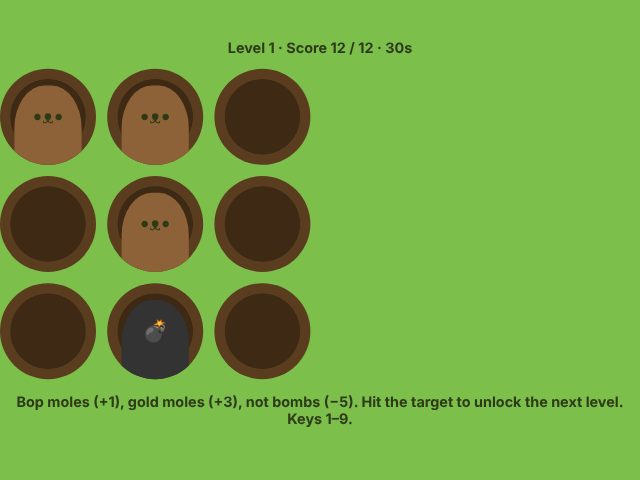 Level 1 · Score 12 / 12 · 30s
Bop moles (+1), gold moles (+3), not bombs (−5). Hit the target to unlock the next level.
Keys 1–9.